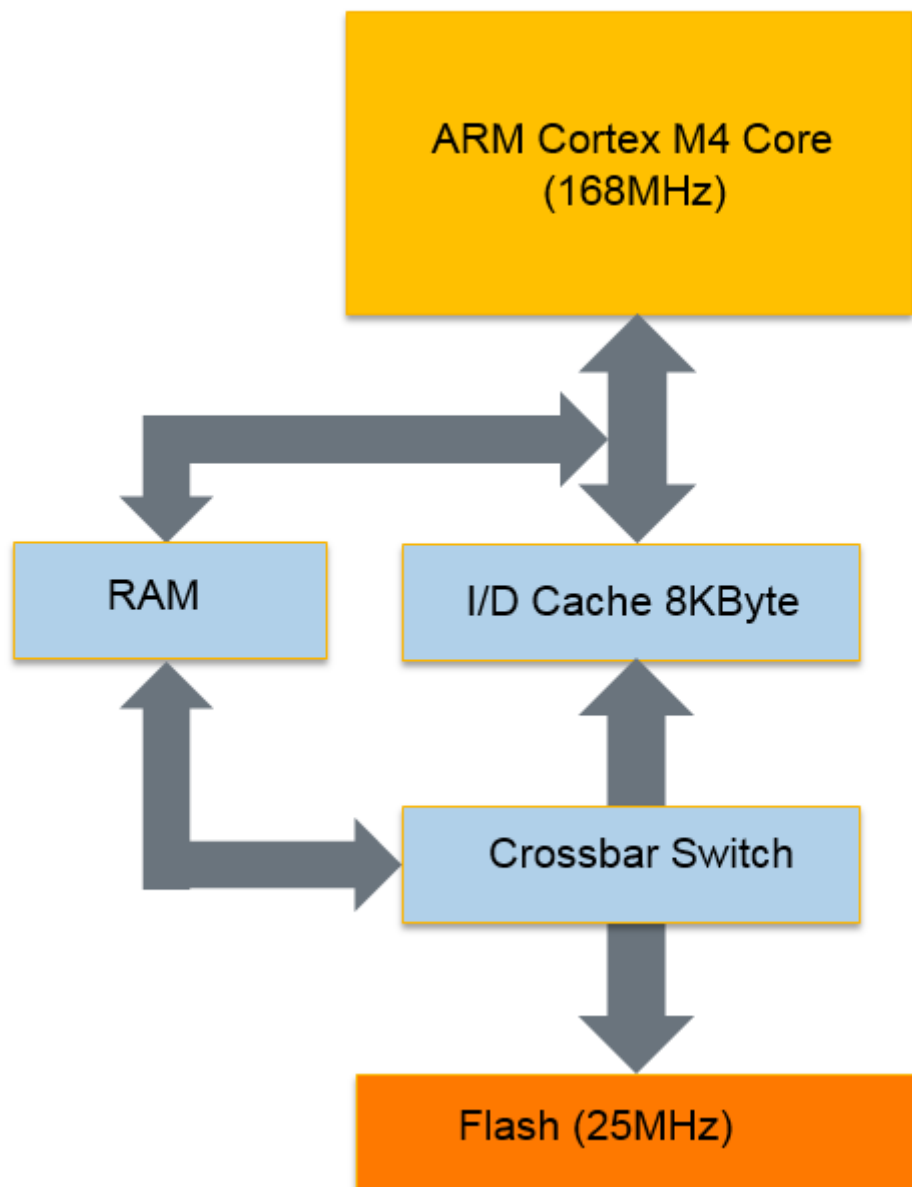 ARM Cortex M4 Core
(168MHz)
RAM
I/D Cache 8KByte
Crossbar Switch
Flash (25MHz)